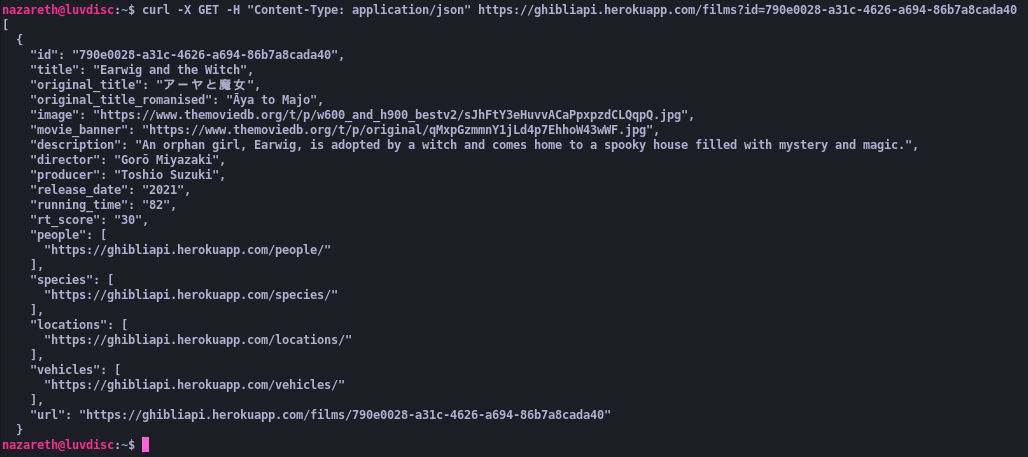 nazareth@luvdisc:~$ curl -X GET -H "Content-Type: application/json" https://ghibliapi.herokuapp.com/films?id=790e0028-a31c-4626-a694-86b7a8cada40
[
  {
    "id": "790e0028-a31c-4626-a694-86b7a8cada40",
    "title": "Earwig and the Witch",
    "original_title": "アーヤと魔女",
    "original_title_romanised": "Āya to Majo",
    "image": "https://www.themoviedb.org/t/p/w600_and_h900_bestv2/sJhFtY3eHuvvACaPpxpzdCLQqpQ.jpg",
    "movie_banner": "https://www.themoviedb.org/t/p/original/qMxpGzmmnY1jLd4p7EhhoW43wWF.jpg",
    "description": "An orphan girl, Earwig, is adopted by a witch and comes home to a spooky house filled with mystery and magic.",
    "director": "Gorō Miyazaki",
    "producer": "Toshio Suzuki",
    "release_date": "2021",
    "running_time": "82",
    "rt_score": "30",
    "people": [
      "https://ghibliapi.herokuapp.com/people/"
    ],
    "species": [
      "https://ghibliapi.herokuapp.com/species/"
    ],
    "locations": [
      "https://ghibliapi.herokuapp.com/locations/"
    ],
    "vehicles": [
      "https://ghibliapi.herokuapp.com/vehicles/"
    ],
    "url": "https://ghibliapi.herokuapp.com/films/790e0028-a31c-4626-a694-86b7a8cada40"
  }
nazareth@luvdisc:~$